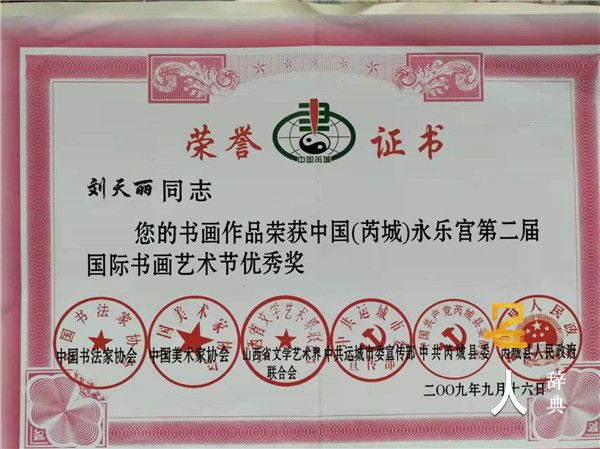 荣誉 证书
中国芮城
刘天丽 同志
您的书画作品荣获中国(芮城)永乐宫第二届
国际书画艺术节优秀奖
中国书法家协会 中国美术家协会 山西省文学艺术界 中共运城市委宣传部 中共芮城县委 芮城县人民政府
联合会
二〇〇九年九月十六日
名人辞典